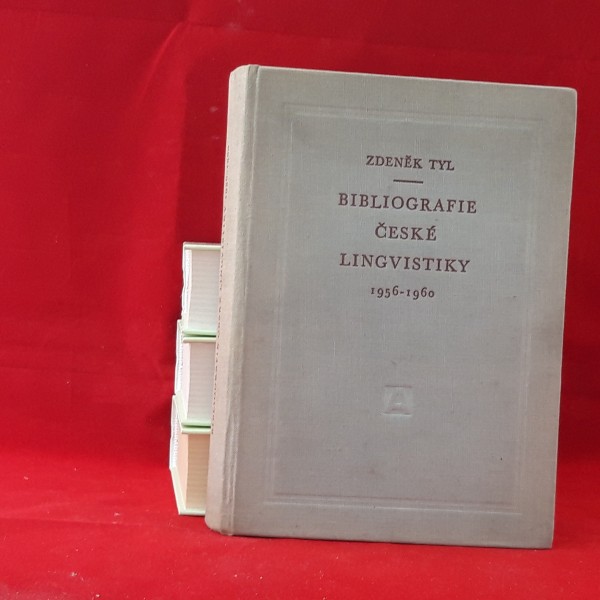 ZDENĚK TYL
BIBLIOGRAFIE
ČESKÉ
LINGVISTIKY
1956-1960
A